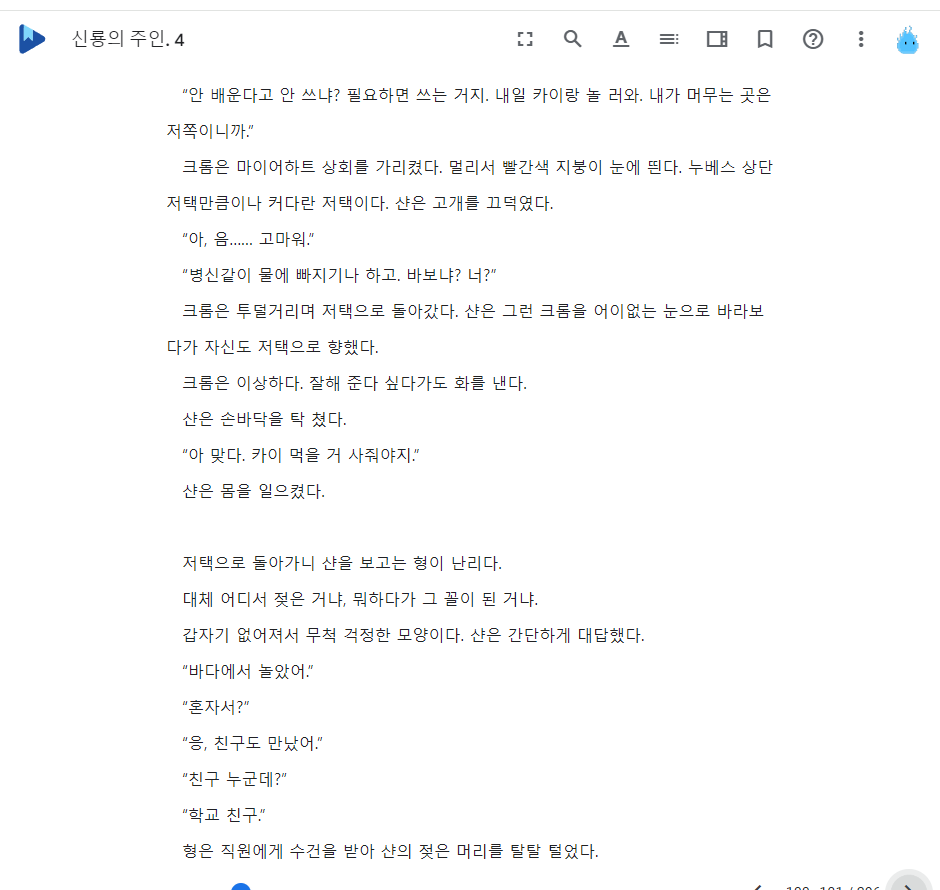 신룡의 주인. 4
“안 배운다고 안 쓰냐? 필요하면 쓰는 거지. 내일 카이랑 놀 러와. 내가 머무는 곳은
저쪽이니까.”
크롬은 마이어하트 상회를 가리켰다. 멀리서 빨간색 지붕이 눈에 띈다. 누베스 상단
저택만큼이나 커다란 저택이다. 샨은 고개를 끄덕였다.
“아, 음…… 고마워.”
“병신같이 물에 빠지기나 하고. 바보냐? 너?”
크롬은 투덜거리며 저택으로 돌아갔다. 샨은 그런 크롬을 어이없는 눈으로 바라보
다가 자신도 저택으로 향했다.
크롬은 이상하다. 잘해 준다 싶다가도 화를 낸다.
샨은 손바닥을 탁 쳤다.
“아 맞다. 카이 먹을 거 사줘야지.”
샨은 몸을 일으켰다.
저택으로 돌아가니 샨을 보고는 형이 난리다.
대체 어디서 젖은 거냐, 뭐하다가 그 꼴이 된 거냐.
갑자기 없어져서 무척 걱정한 모양이다. 샨은 간단하게 대답했다.
“바다에서 놀았어.”
“혼자서?”
“응, 친구도 만났어.”
“친구 누군데?”
“학교 친구.”
형은 직원에게 수건을 받아 샨의 젖은 머리를 탈탈 털었다.